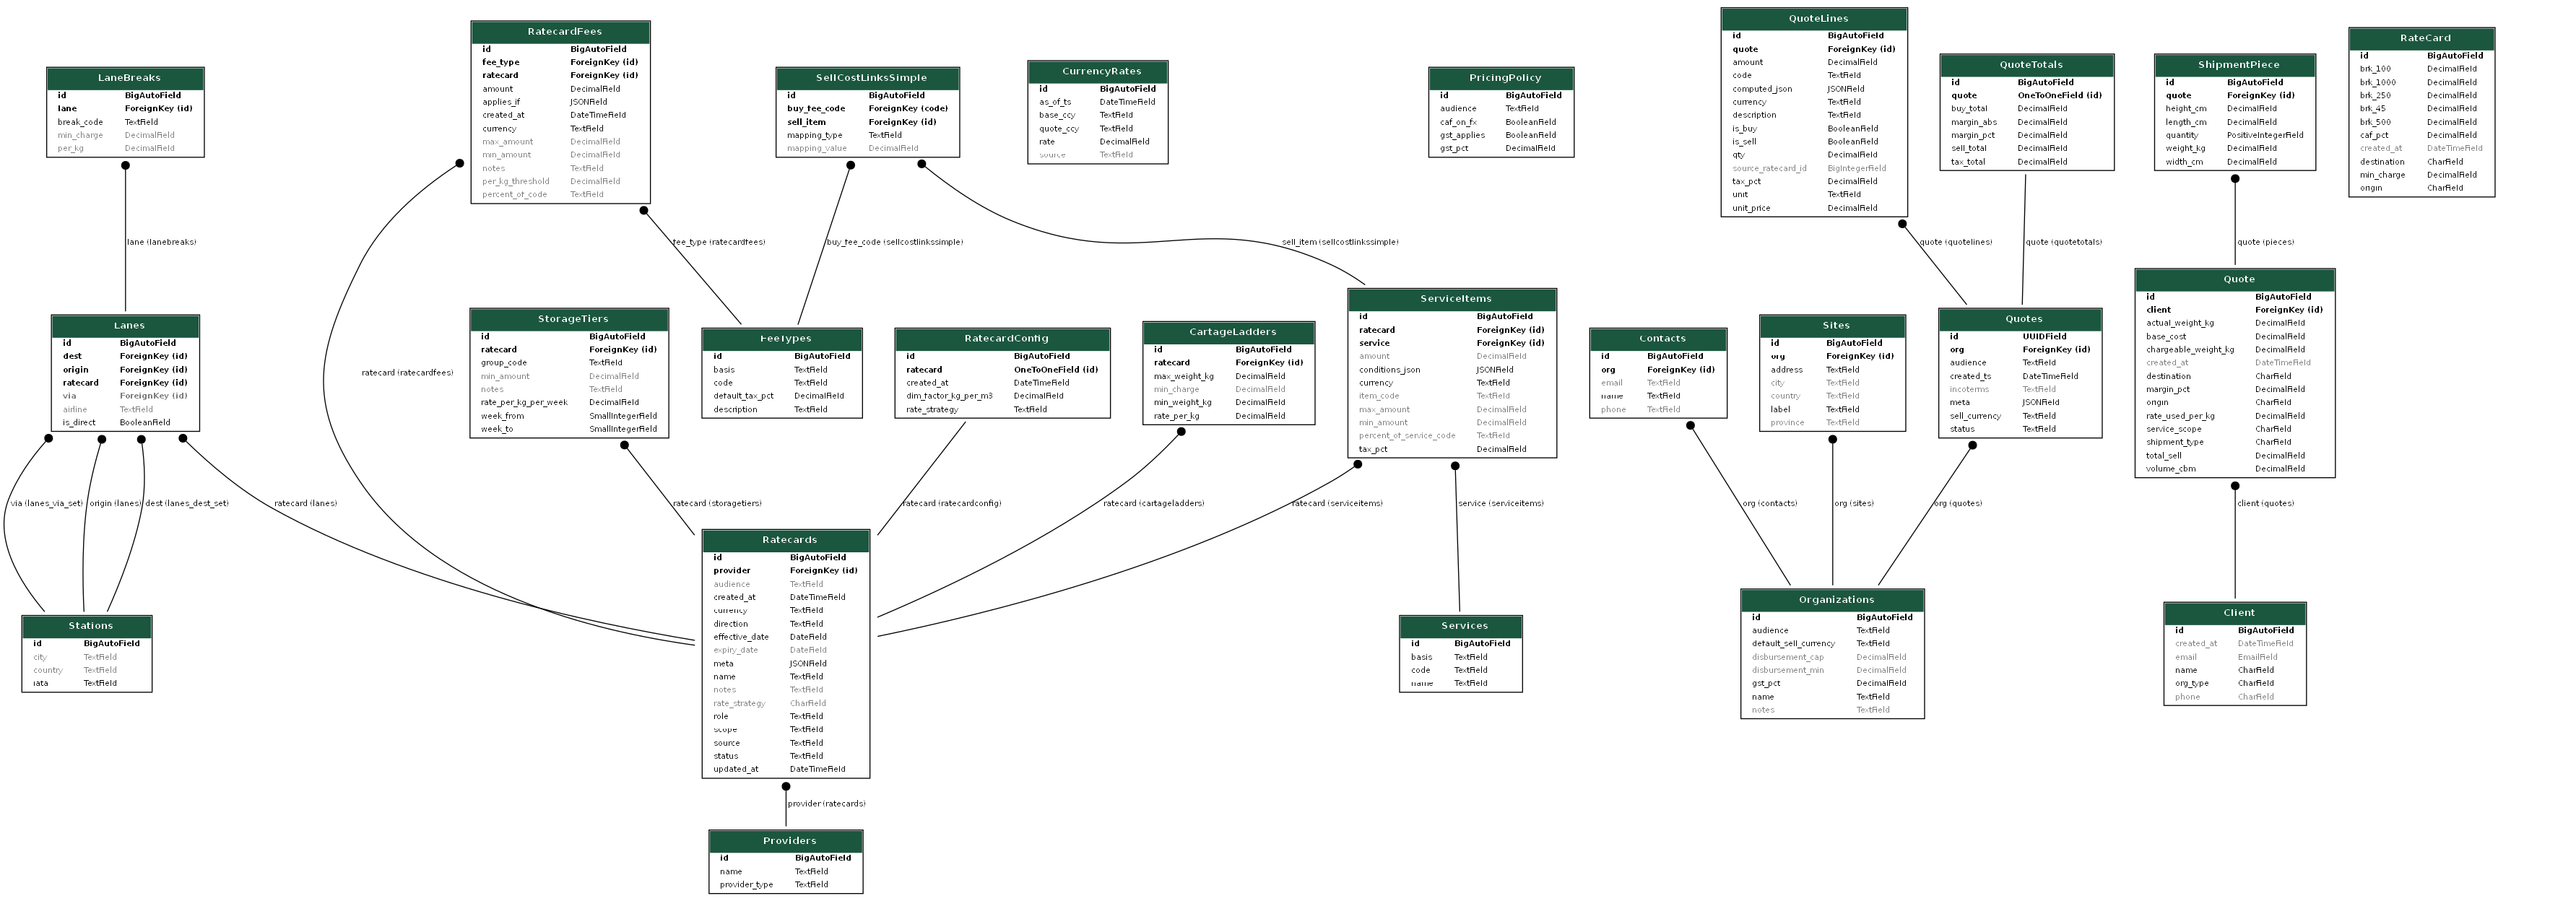 LaneBreaks
id BigAutoField
lane ForeignKey (id)
break_code TextField
min_charge DecimalField
per_kg DecimalField
RatecardFees
id BigAutoField
fee_type ForeignKey (id)
ratecard ForeignKey (id)
amount DecimalField
applies_if JSONField
created_at DateTimeField
currency TextField
max_amount DecimalField
min_amount DecimalField
notes TextField
per_kg_threshold DecimalField
percent_of_code TextField
SellCostLinksSimple
id BigAutoField
buy_fee_code ForeignKey (code)
sell_item ForeignKey (id)
mapping_type TextField
mapping_value DecimalField
CurrencyRates
id BigAutoField
as_of_ts DateTimeField
base_ccy TextField
quote_ccy TextField
rate DecimalField
source TextField
PricingPolicy
id BigAutoField
audience TextField
caf_on_fx BooleanField
gst_applies BooleanField
gst_pct DecimalField
QuoteLines
id BigAutoField
quote ForeignKey (id)
amount DecimalField
code TextField
computed_json JSONField
currency TextField
description TextField
is_buy BooleanField
is_sell BooleanField
qty DecimalField
source_ratecard_id BigIntegerField
tax_pct DecimalField
unit TextField
unit_price DecimalField
QuoteTotals
id BigAutoField
quote OneToOneField (id)
buy_total DecimalField
margin_abs DecimalField
margin_pct DecimalField
sell_total DecimalField
tax_total DecimalField
ShipmentPiece
id BigAutoField
quote ForeignKey (id)
height_cm DecimalField
length_cm DecimalField
quantity PositiveIntegerField
weight_kg DecimalField
width_cm DecimalField
RateCard
id BigAutoField
brk_100 DecimalField
brk_1000 DecimalField
brk_250 DecimalField
brk_45 DecimalField
brk_500 DecimalField
caf_pct DecimalField
created_at DateTimeField
destination CharField
min_charge DecimalField
origin CharField
lane (lanebreaks)
fee_type (ratecardfees)
buy_fee_code (sellcostlinkssimple)
sell_item (sellcostlinkssimple)
quote (quotelines)
quote (quotetotals)
quote (pieces)
Lanes
id BigAutoField
dest ForeignKey (id)
origin ForeignKey (id)
ratecard ForeignKey (id)
via ForeignKey (id)
airline TextField
is_direct BooleanField
ratecard (ratecardfees)
StorageTiers
id BigAutoField
ratecard ForeignKey (id)
group_code TextField
min_amount DecimalField
notes TextField
rate_per_kg_per_week DecimalField
week_from SmallIntegerField
week_to SmallIntegerField
FeeTypes
id BigAutoField
basis TextField
code TextField
default_tax_pct DecimalField
description TextField
RatecardConfig
id BigAutoField
ratecard OneToOneField (id)
created_at DateTimeField
dim_factor_kg_per_m3 DecimalField
rate_strategy TextField
CartageLadders
id BigAutoField
ratecard ForeignKey (id)
max_weight_kg DecimalField
min_charge DecimalField
min_weight_kg DecimalField
rate_per_kg DecimalField
ServiceItems
id BigAutoField
ratecard ForeignKey (id)
service ForeignKey (id)
amount DecimalField
conditions_json JSONField
currency TextField
item_code TextField
max_amount DecimalField
min_amount DecimalField
percent_of_service_code TextField
tax_pct DecimalField
Contacts
id BigAutoField
org ForeignKey (id)
email TextField
name TextField
phone TextField
Sites
id BigAutoField
org ForeignKey (id)
address TextField
city TextField
country TextField
label TextField
province TextField
Quotes
id UUIDField
org ForeignKey (id)
audience TextField
created_ts DateTimeField
incoterms TextField
meta JSONField
sell_currency TextField
status TextField
Quote
id BigAutoField
client ForeignKey (id)
actual_weight_kg DecimalField
base_cost DecimalField
chargeable_weight_kg DecimalField
created_at DateTimeField
destination CharField
margin_pct DecimalField
origin CharField
rate_used_per_kg DecimalField
service_scope CharField
shipment_type CharField
total_sell DecimalField
volume_cbm DecimalField
via (lanes_via_set)
origin (lanes)
dest (lanes_dest_set)
ratecard (lanes)
ratecard (storagetiers)
ratecard (ratecardconfig)
ratecard (cartageladders)
ratecard (serviceitems)
service (serviceitems)
org (contacts)
org (sites)
org (quotes)
client (quotes)
Stations
id BigAutoField
city TextField
country TextField
iata TextField
Ratecards
id BigAutoField
provider ForeignKey (id)
audience TextField
created_at DateTimeField
currency TextField
direction TextField
effective_date DateField
expiry_date DateField
meta JSONField
name TextField
notes TextField
rate_strategy CharField
role TextField
scope TextField
source TextField
status TextField
updated_at DateTimeField
Services
id BigAutoField
basis TextField
code TextField
name TextField
Organizations
id BigAutoField
audience TextField
default_sell_currency TextField
disbursement_cap DecimalField
disbursement_min DecimalField
gst_pct DecimalField
name TextField
notes TextField
Client
id BigAutoField
created_at DateTimeField
email EmailField
name CharField
org_type CharField
phone CharField
provider (ratecards)
Providers
id BigAutoField
name TextField
provider_type TextField